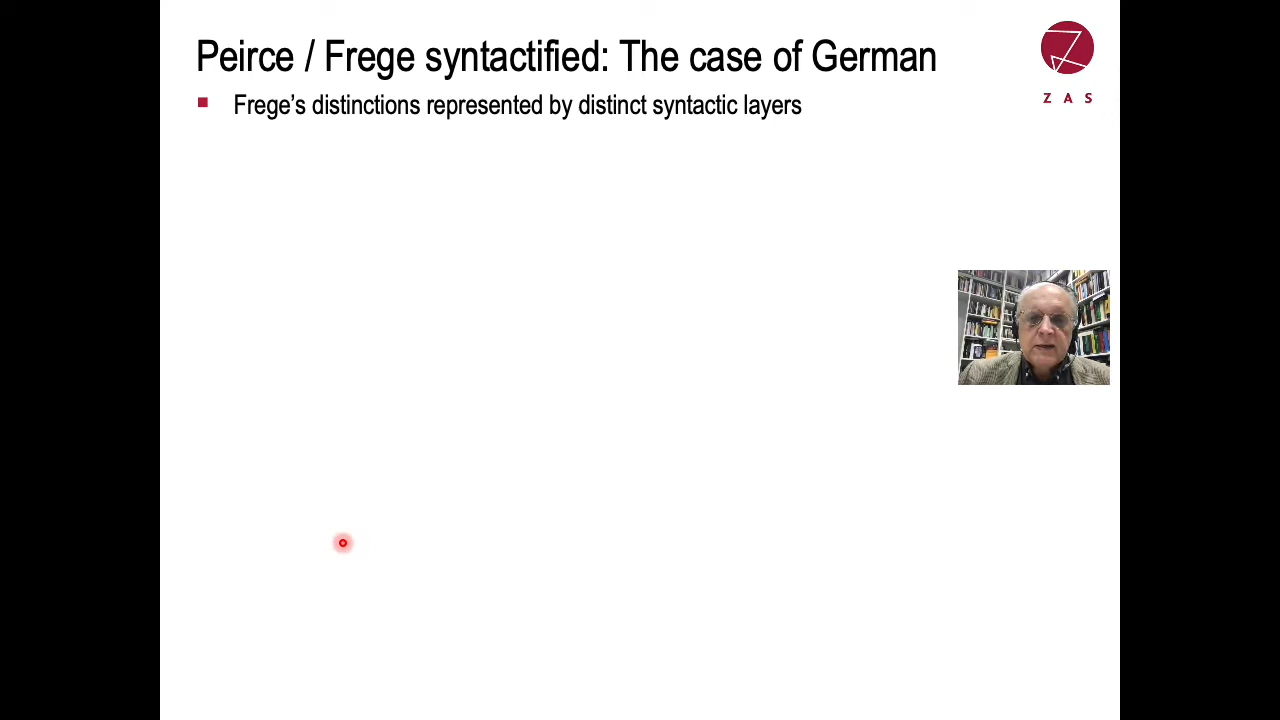 Peirce / Frege syntactified: The case of German
Frege’s distinctions represented by distinct syntactic layers
Z A S